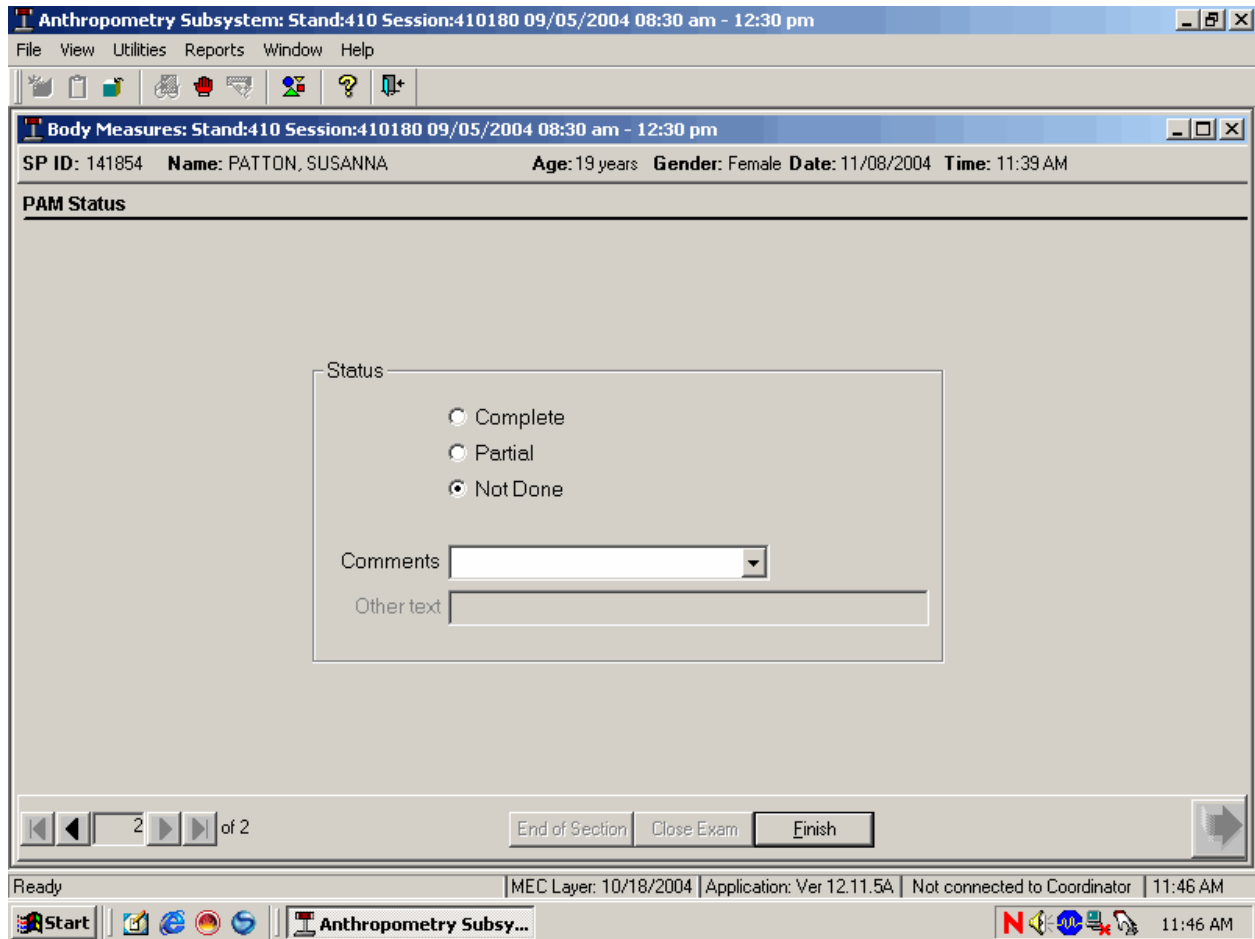 Anthropometry Subsystem: Stand:410 Session:410180 09/05/2004 08:30 am - 12:30 pm
File View Utilities Reports Window Help
Body Measures: Stand:410 Session:410180 09/05/2004 08:30 am - 12:30 pm
SP ID: 141854 Name: PATTON, SUSANNA Age: 19 years Gender: Female Date: 11/08/2004 Time: 11:39 AM
PAM Status
Status
Complete
Partial
Not Done
Comments
Other text
2 of 2 End of Section Close Exam Finish
Ready MEC Layer: 10/18/2004 Application: Ver 12.11.5A Not connected to Coordinator 11:46 AM
Start Anthropometry Subsy... N 11:46 AM